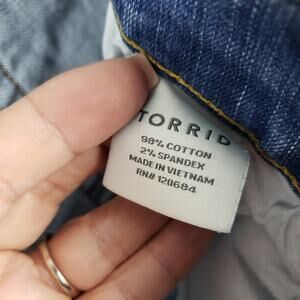 TORRID
98% COTTON
2% SPANDEX
MADE IN VIETNAM
RN# 120684